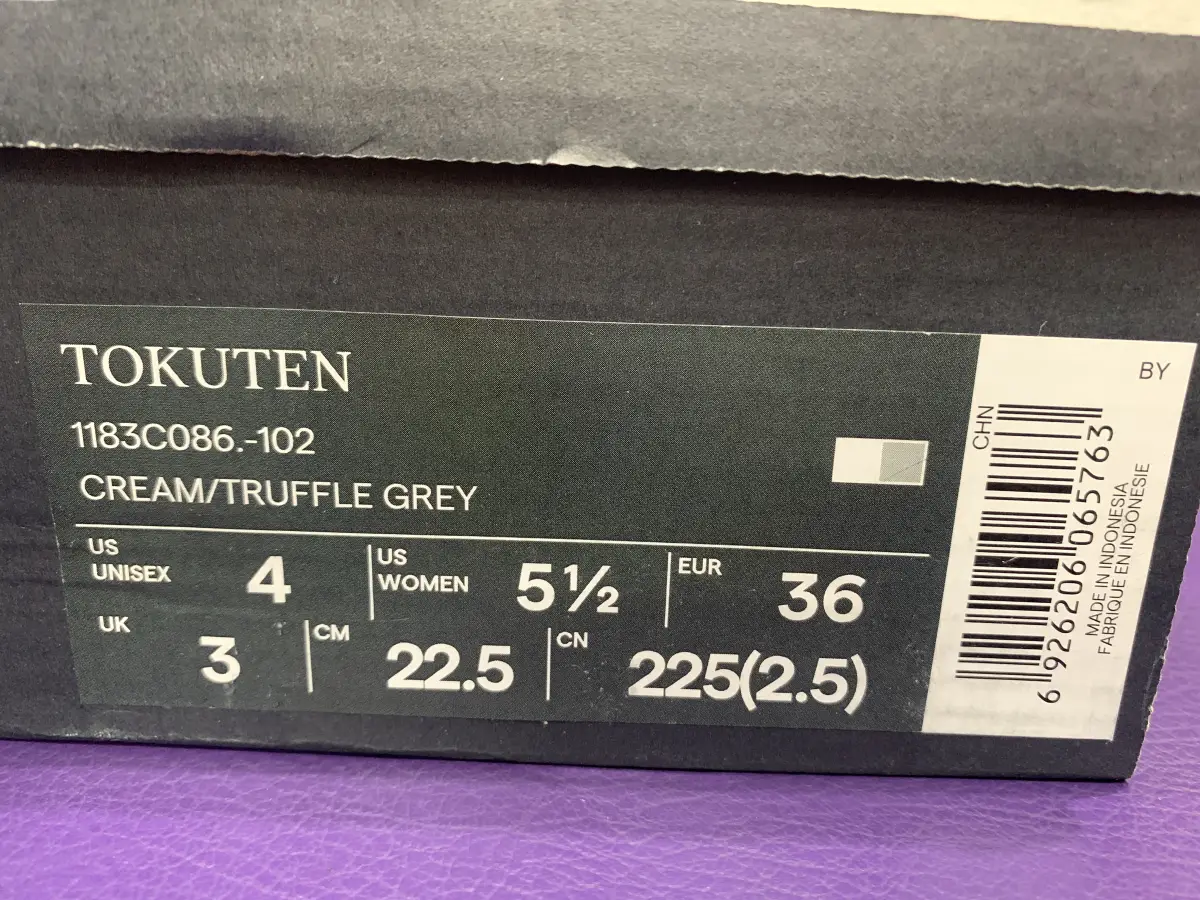 TOKUTEN
1183C086.-102
CREAM/TRUFFLE GREY
US UNISEX 4
US WOMEN 5½
EUR 36
UK 3
CM 22.5
CN 225(2.5)
BY
CHN
6 926206 065763
MADE IN INDONESIA
FABRIQUE EN INDONESIE